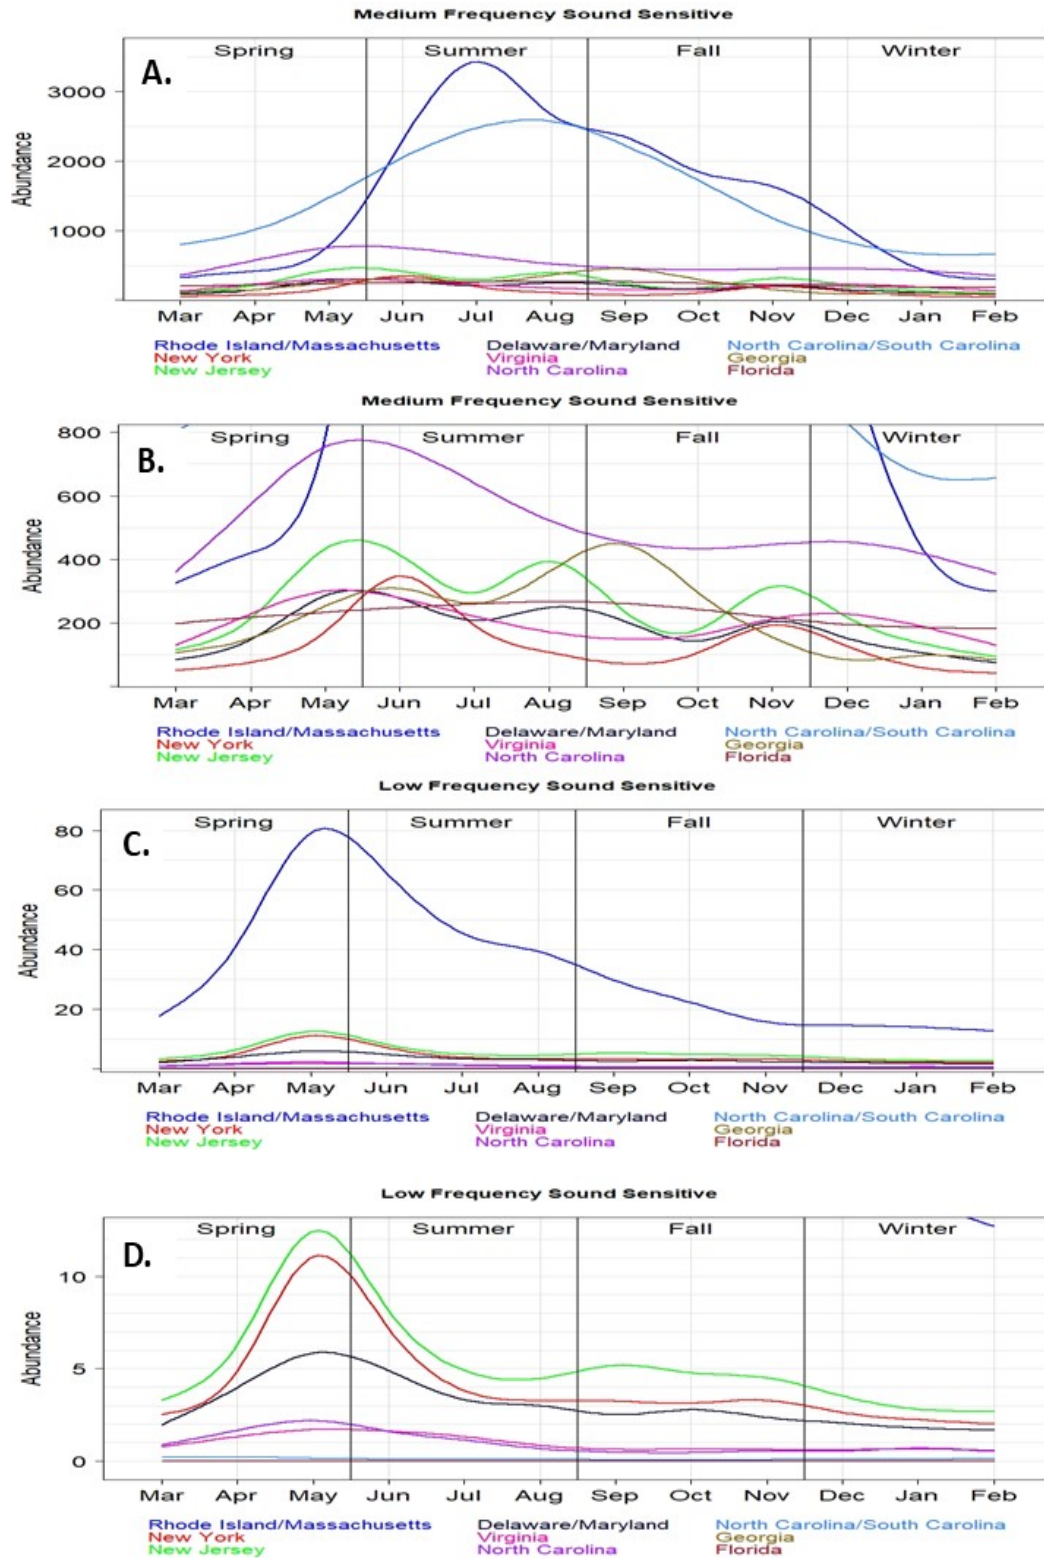 Medium Frequency Sound Sensitive
A.
Spring Summer Fall Winter
Abundance
3000
2000
1000
Mar Apr May Jun Jul Aug Sep Oct Nov Dec Jan Feb
Rhode Island/Massachusetts Delaware/Maryland North Carolina/South Carolina
New York Virginia Georgia
New Jersey North Carolina Florida
Medium Frequency Sound Sensitive
B.
Spring Summer Fall Winter
Abundance
800
600
400
200
Mar Apr May Jun Jul Aug Sep Oct Nov Dec Jan Feb
Rhode Island/Massachusetts Delaware/Maryland North Carolina/South Carolina
New York Virginia Georgia
New Jersey North Carolina Florida
Low Frequency Sound Sensitive
C.
Spring Summer Fall Winter
Abundance
80
60
40
20
Mar Apr May Jun Jul Aug Sep Oct Nov Dec Jan Feb
Rhode Island/Massachusetts Delaware/Maryland North Carolina/South Carolina
New York Virginia Georgia
New Jersey North Carolina Florida
Low Frequency Sound Sensitive
D.
Spring Summer Fall Winter
Abundance
10
5
0
Mar Apr May Jun Jul Aug Sep Oct Nov Dec Jan Feb
Rhode Island/Massachusetts Delaware/Maryland North Carolina/South Carolina
New York Virginia Georgia
New Jersey North Carolina Florida